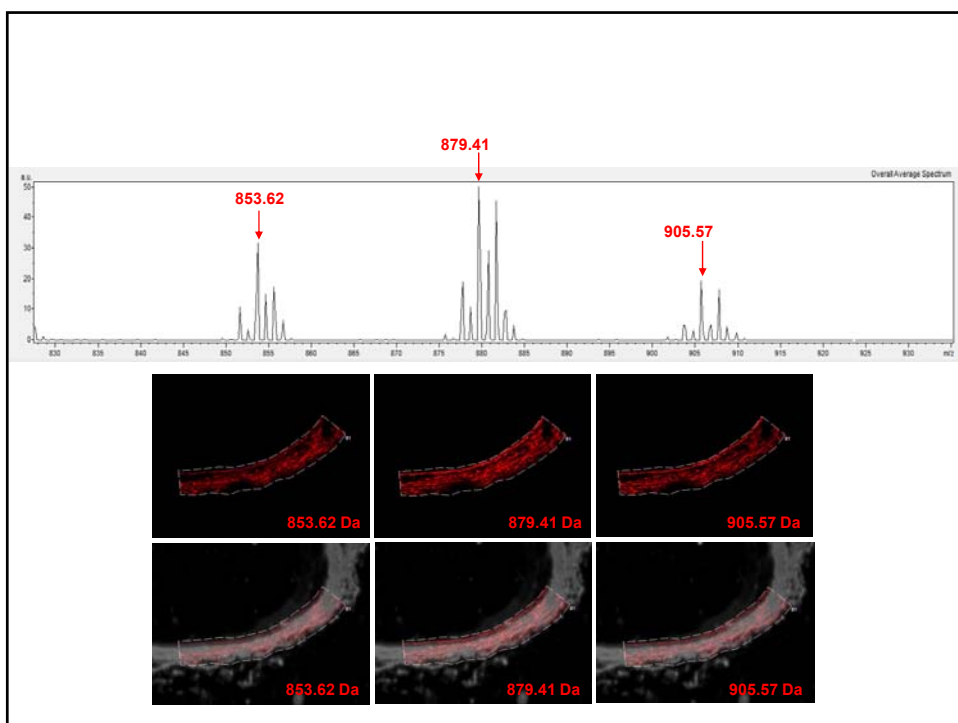 879.41
a.u.
Overall Average Spectrum
853.62
905.57
50
40
30
20
10
0
830 835 840 845 850 855 860 865 870 875 880 885 890 895 900 905 910 915 920 925 930 m/z
853.62 Da 879.41 Da 905.57 Da
853.62 Da 879.41 Da 905.57 Da